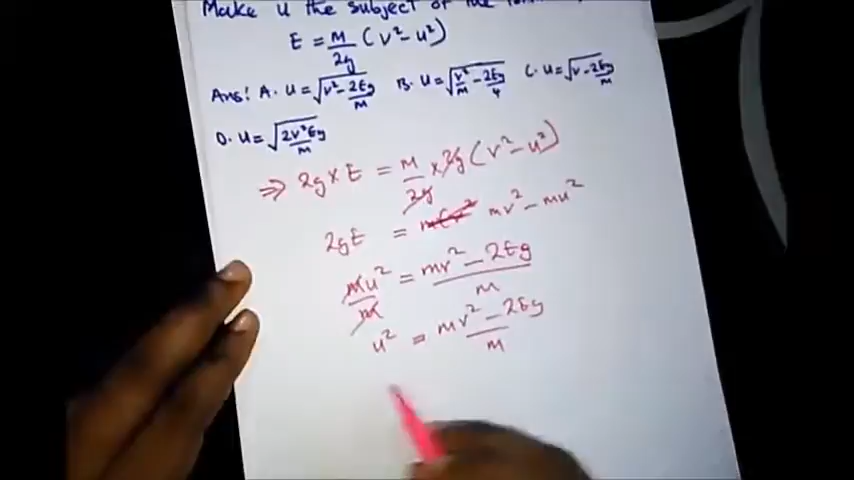 Make u the subject of the
E = M/2g (v² - u²)
Ans: A. u = √(v² - 2Eg/M) B. u = √(v²/M - 2Eg/4) C. u = √(v - 2Eg/M)
D. u = √(2v²Eg/M)
⇒ 2g × E = M/2g × 2g (v² - u²)
2gE = mv² - mu²
mu²/m = mv² - 2Eg/m
u² = mv² - 2Eg/m